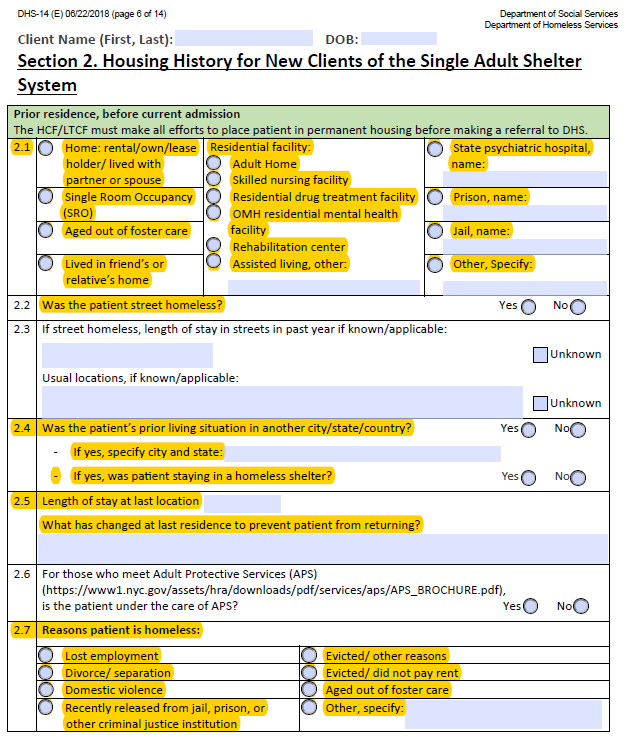 DHS-14 (E) 06/22/2018 (page 6 of 14)
Department of Social Services
Department of Homeless Services
Client Name (First, Last):
DOB:
Section 2. Housing History for New Clients of the Single Adult Shelter
System
Prior residence, before current admission
The HCF/LTCF must make all efforts to place patient in permanent housing before making a referral to DHS.
2.1
Home: rental/own/lease
holder/ lived with
partner or spouse
Single Room Occupancy
(SRO)
Aged out of foster care
Lived in friend's or
relative's home
Residential facility:
Adult Home
Skilled nursing facility
Residential drug treatment facility
OMH residential mental health
facility
Rehabilitation center
Assisted living, other:
State psychiatric hospital,
name:
Prison, name:
Jail, name:
Other, Specify:
2.2 Was the patient street homeless? Yes No
2.3 If street homeless, length of stay in streets in past year if known/applicable:
Unknown
Usual locations, if known/applicable:
Unknown
2.4 Was the patient's prior living situation in another city/state/country? Yes No
- If yes, specify city and state:
- If yes, was patient staying in a homeless shelter? Yes No
2.5 Length of stay at last location
What has changed at last residence to prevent patient from returning?
2.6 For those who meet Adult Protective Services (APS)
(https://www1.nyc.gov/assets/hra/downloads/pdf/services/aps/APS_BROCHURE.pdf),
is the patient under the care of APS? Yes No
2.7 Reasons patient is homeless:
Lost employment
Divorce/ separation
Domestic violence
Recently released from jail, prison, or
other criminal justice institution
Evicted/ other reasons
Evicted/ did not pay rent
Aged out of foster care
Other, specify: